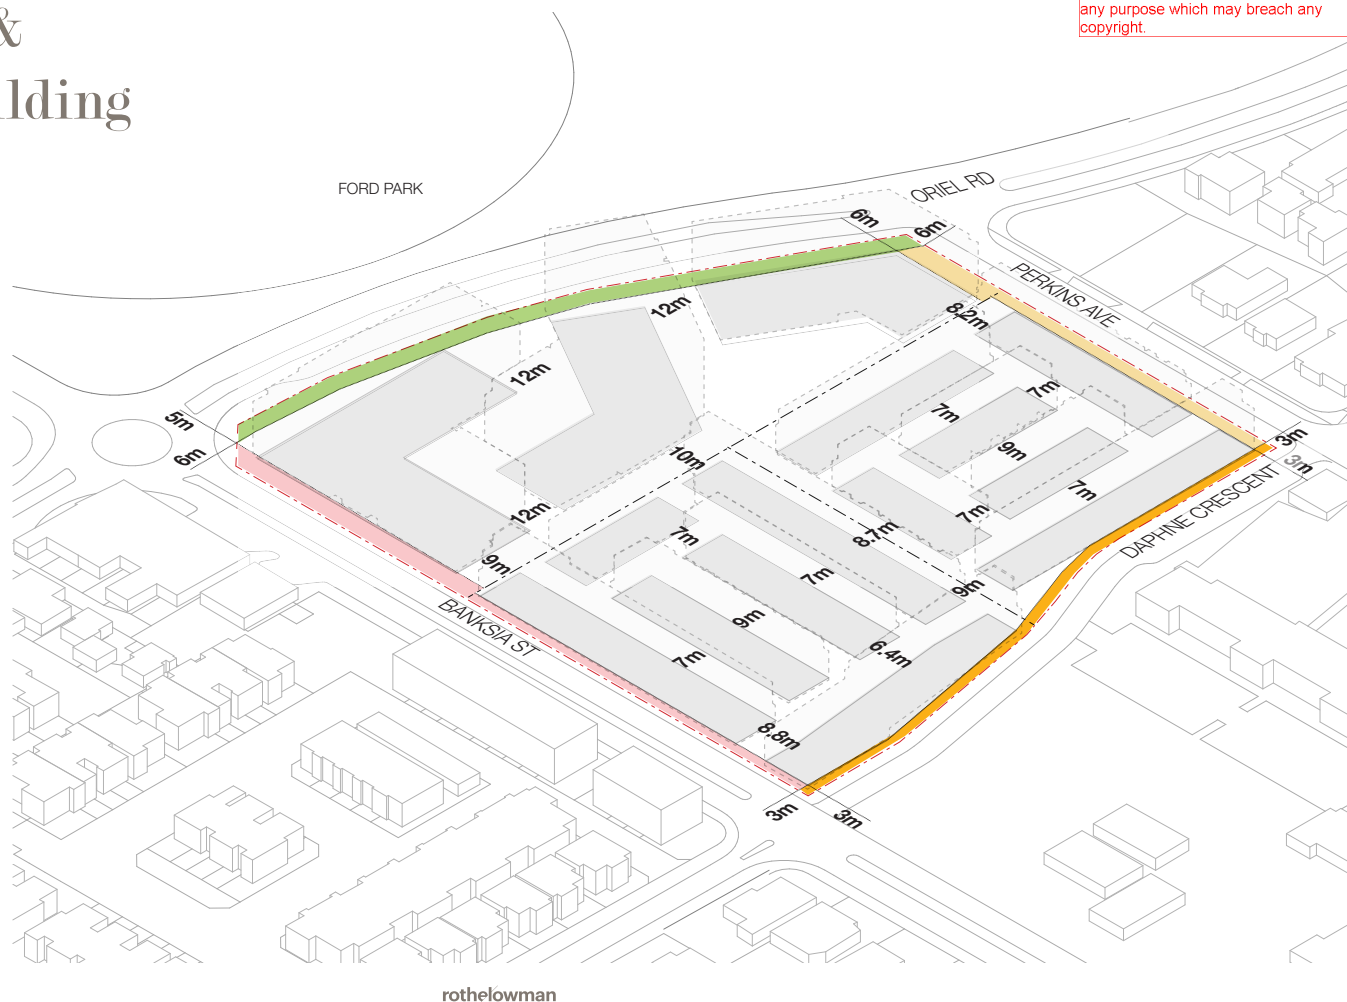 any purpose which may breach any
copyright.
&
lding
FORD PARK
ORIEL RD
6m
6m
PERKINS AVE
12m
8.2m
12m
7m
7m
5m
6m
9m
3m
3m
10m
7m
DAPHNE CRESCENT
12m
7m
8.7m
7m
9m
7m
9m
BANKSIA ST
9m
6.4m
7m
8.8m
3m
3m
rothelowman